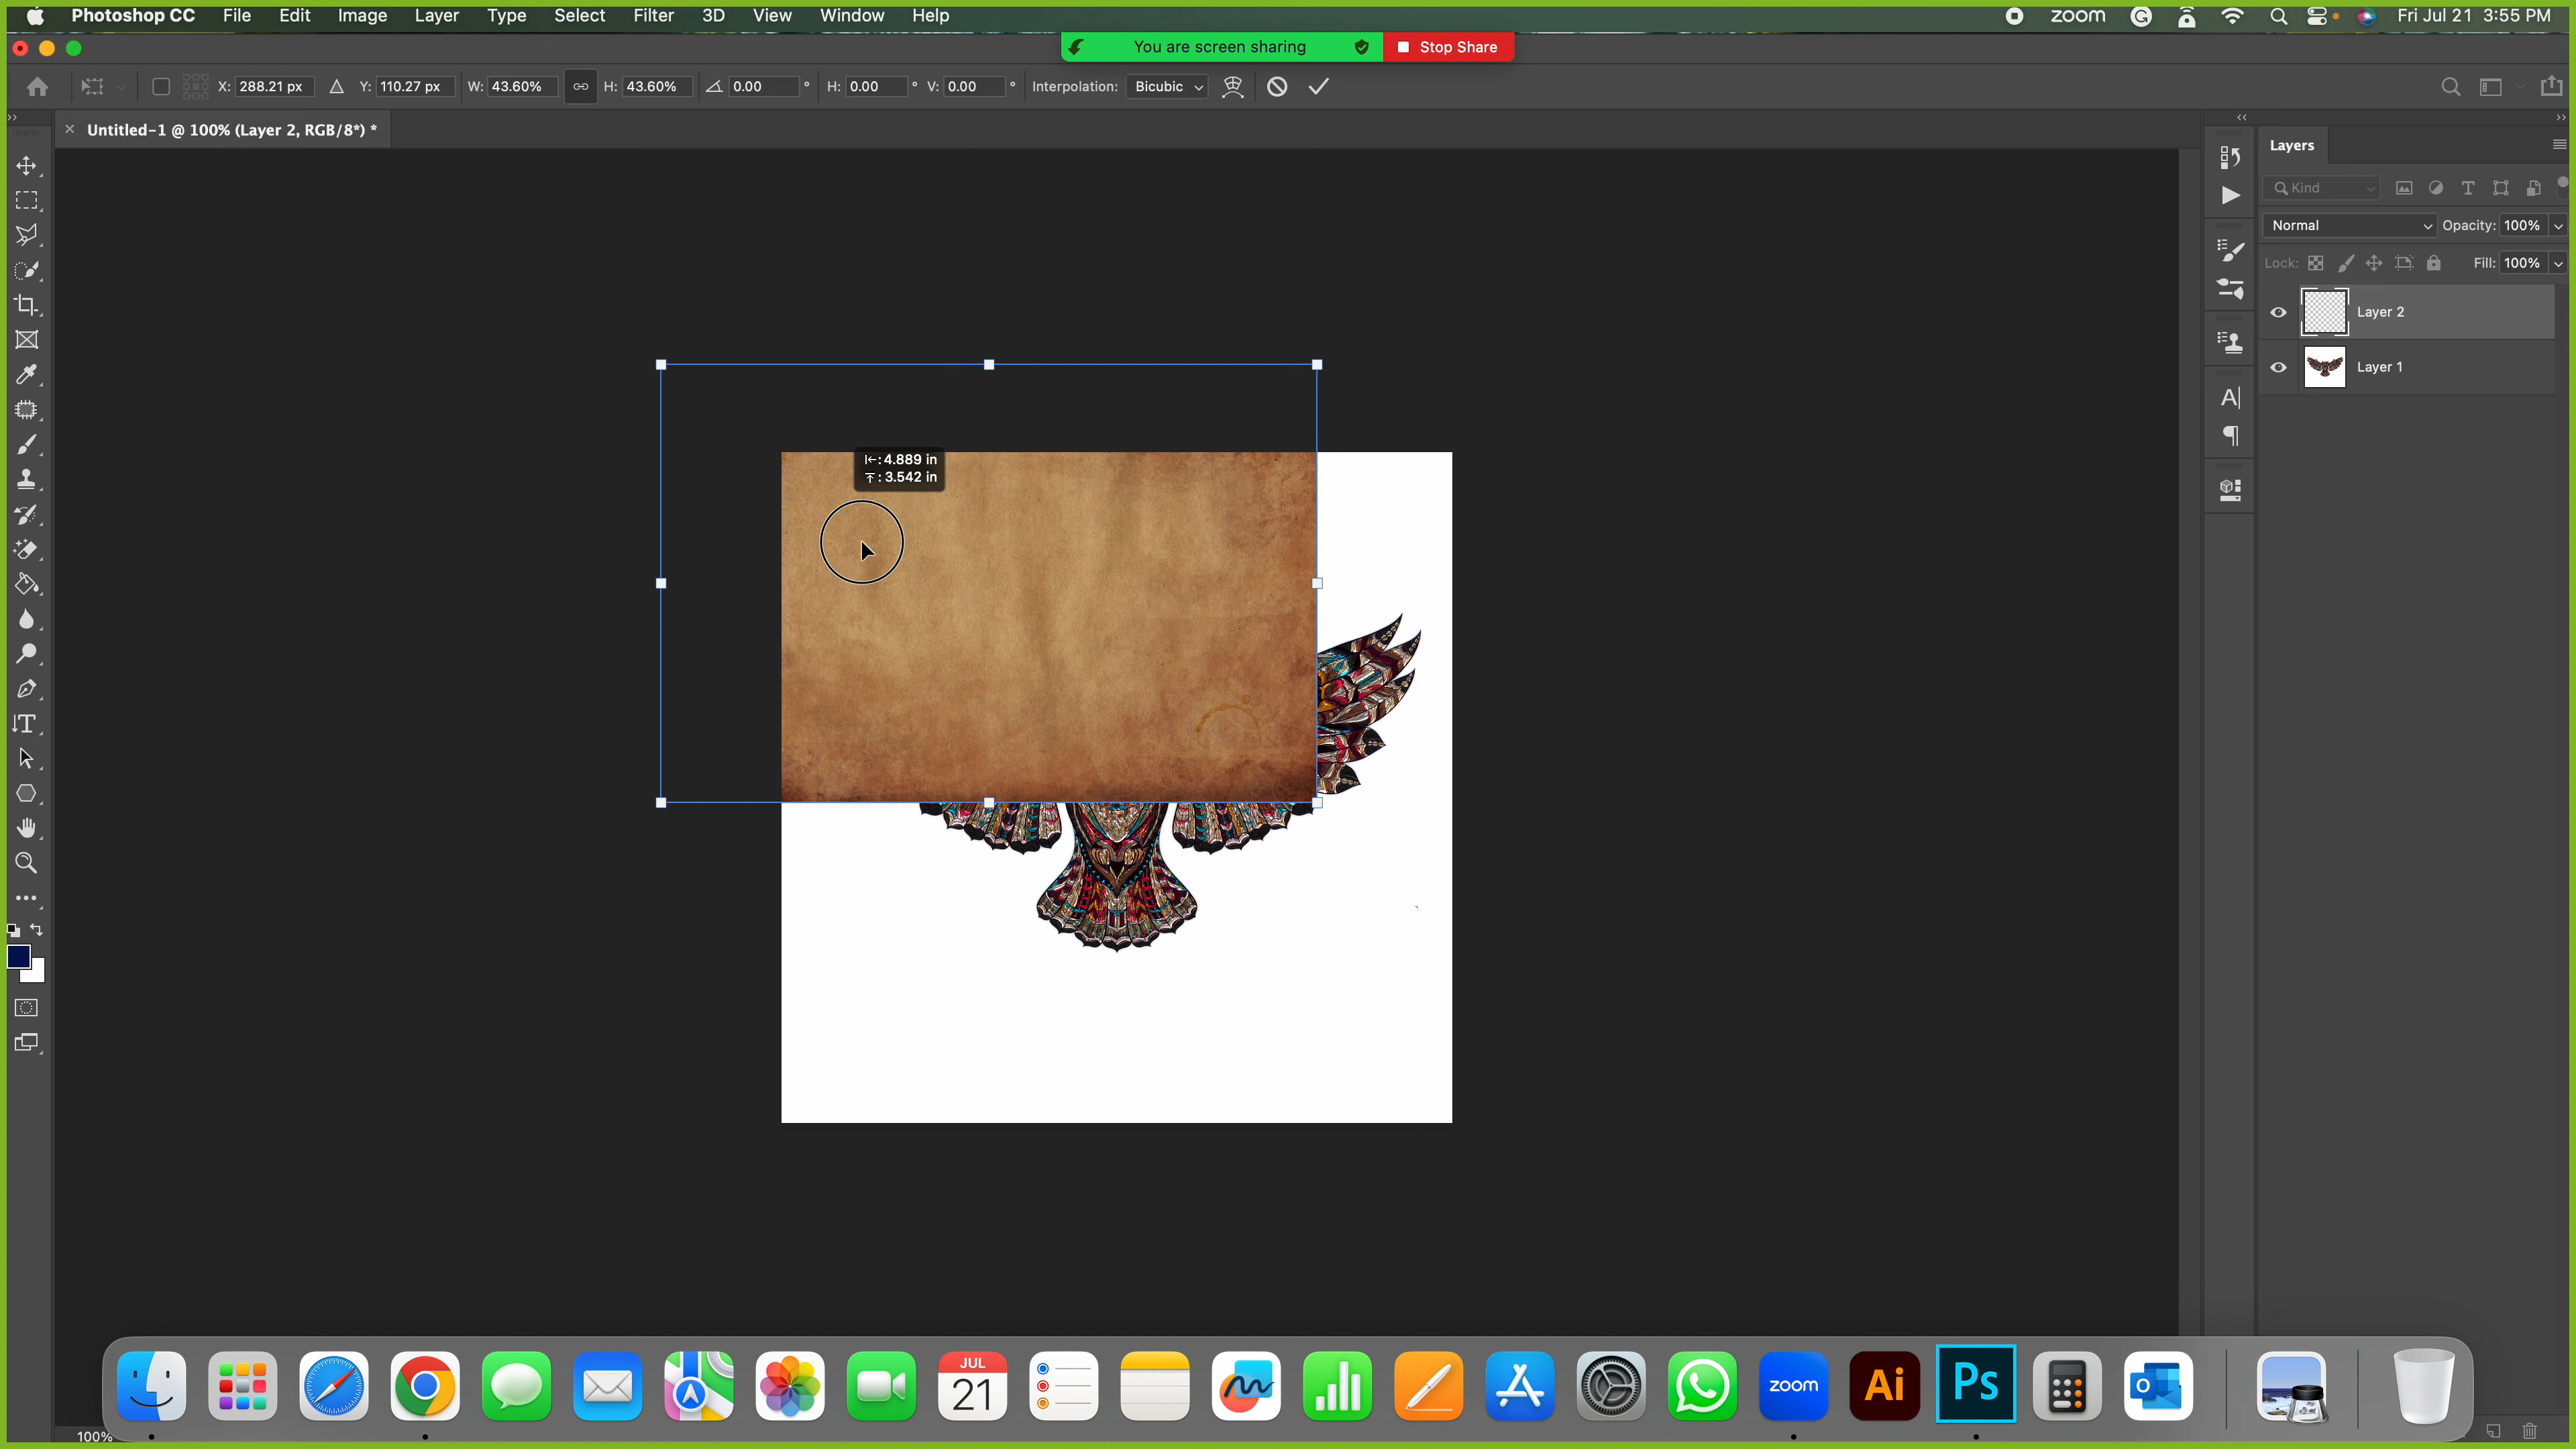 Photoshop CC File Edit Image Layer Type Select Filter 3D View Window Help zoom Fri Jul 21 3:55 PM
You are screen sharing Stop Share
X: 288.21 px Y: 110.27 px W: 43.60% H: 43.60% 0.00 ° H: 0.00 ° V: 0.00 ° Interpolation: Bicubic
Untitled-1 @ 100% (Layer 2, RGB/8*) *
Layers
Kind
Normal Opacity: 100%
Lock: Fill: 100%
Layer 2
Layer 1
: 4.889 in
: 3.542 in
JUL
21
zoom
Ai
Ps
100%